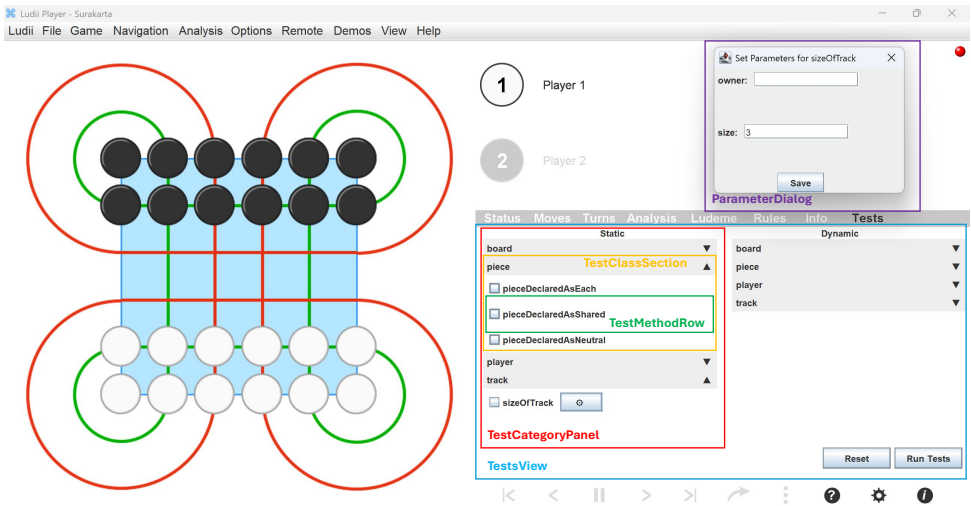 Ludii Player - Surakarta
Ludii File Game Navigation Analysis Options Remote Demos View Help
1 Player 1
2 Player 2
Set Parameters for sizeOfTrack
owner:
size: 3
Save
ParameterDialog
Status Moves Turns Analysis Ludeme Rules Info Tests
Static
board
piece
TestClassSection
pieceDeclaredAsEach
pieceDeclaredAsShared
TestMethodRow
pieceDeclaredAsNeutral
player
track
sizeOfTrack
TestCategoryPanel
TestsView
Dynamic
board
piece
player
track
Reset Run Tests